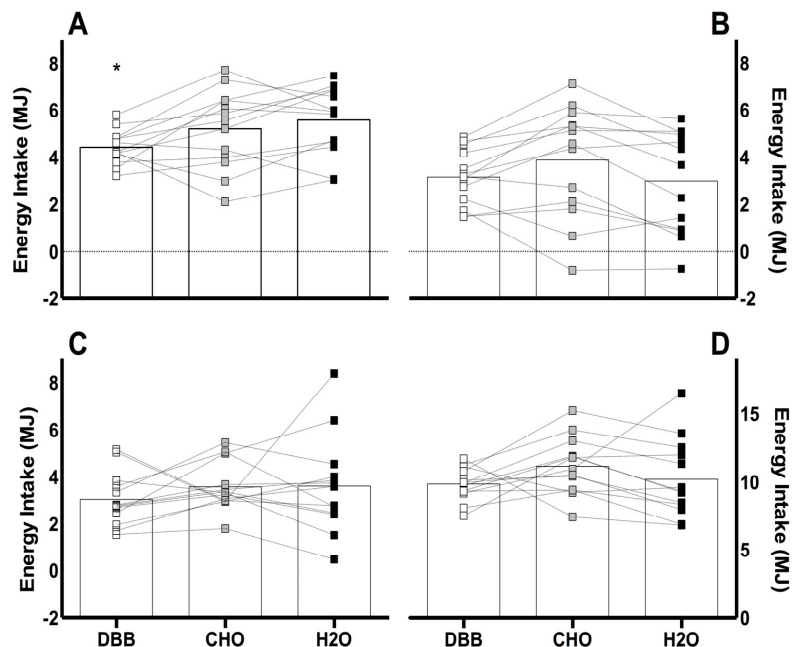 A
B
*
Energy Intake (MJ)
8
6
4
2
0
-2
8
6
4
2
0
-2
Energy Intake (MJ)
C
D
Energy Intake (MJ)
8
6
4
2
0
-2
15
10
5
0
Energy Intake (MJ)
DBB CHO H2O
DBB CHO H2O